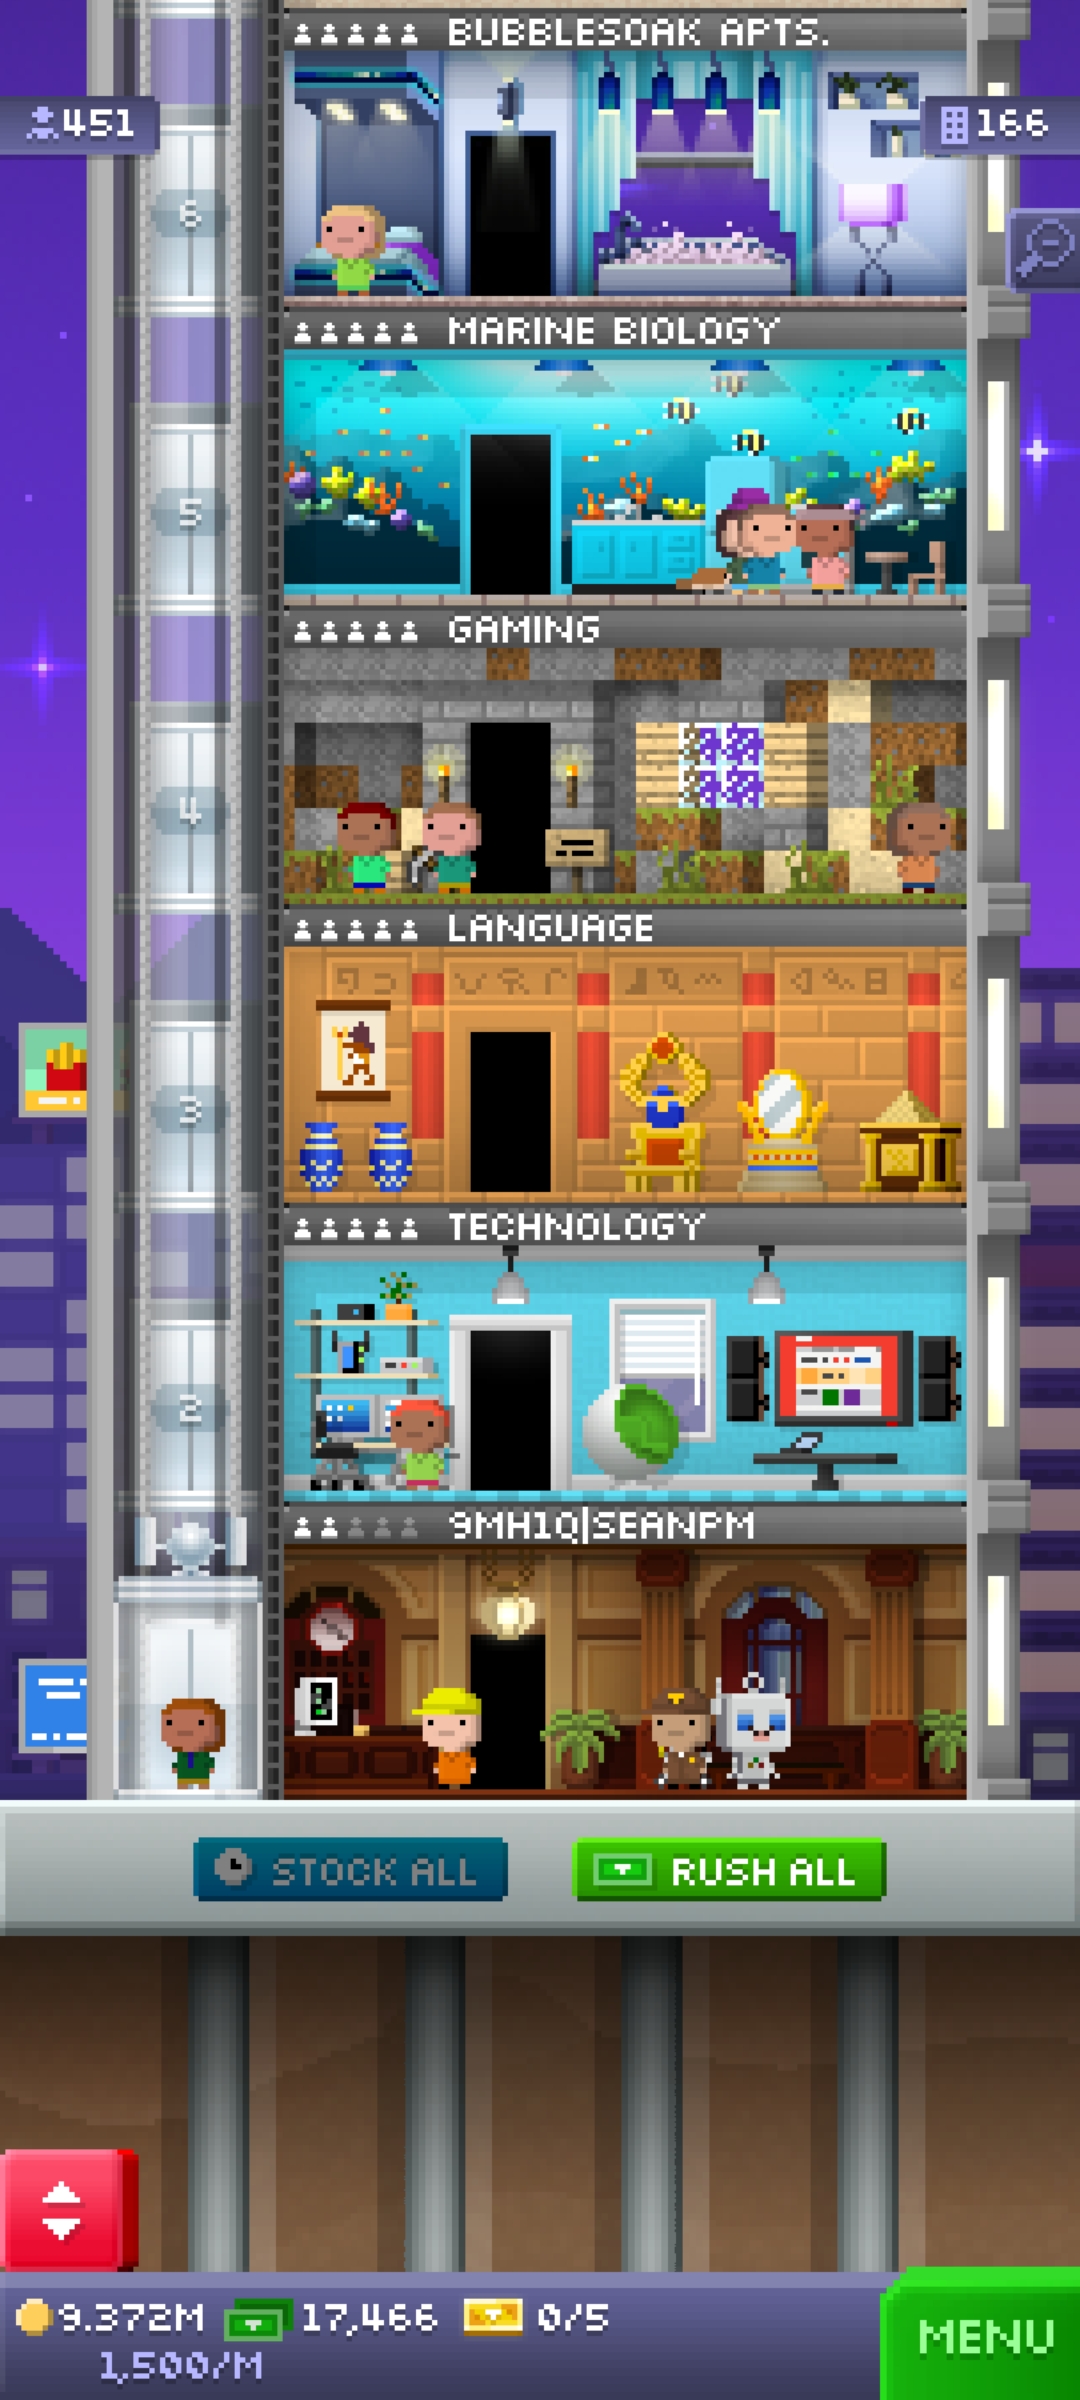 BUBBLESOAK APTS.
451
166
6
MARINE BIOLOGY
5
GAMING
4
LANGUAGE
3
TECHNOLOGY
2
9MH1Q|SEANPM
STOCK ALL
RUSH ALL
9.372M
17,466
0/5
1,500/M
MENU